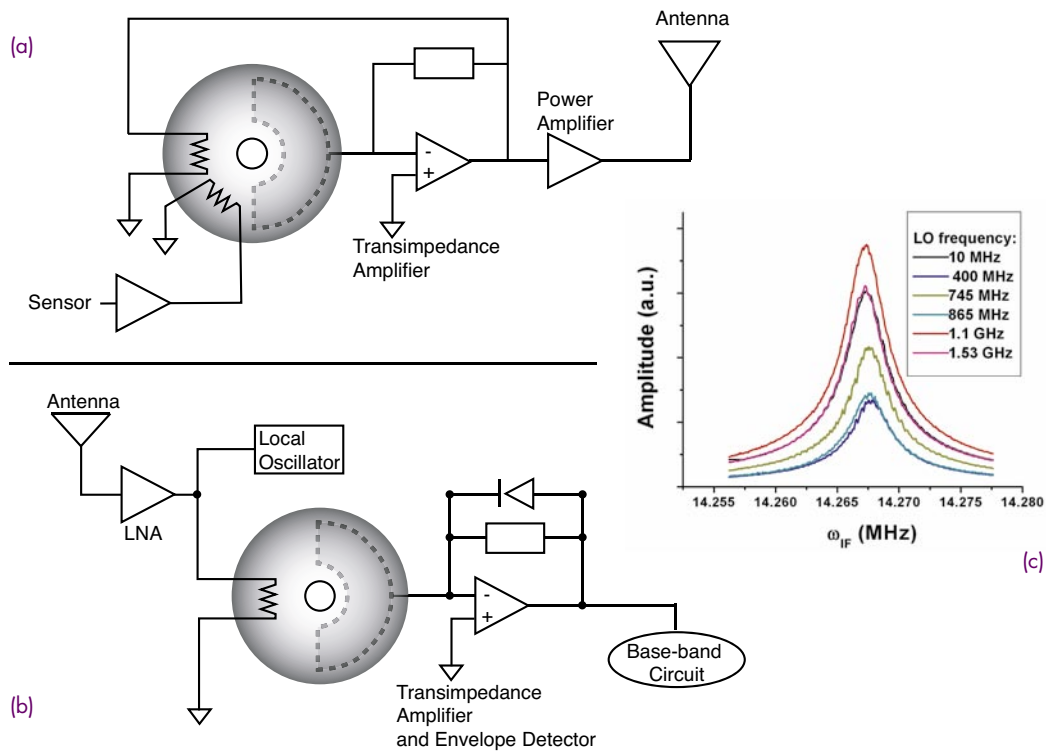 (a)
Antenna
Power
Amplifier
-
+
Transimpedance
Amplifier
Sensor
(b)
Antenna
LNA
Local
Oscillator
-
+
Transimpedance
Amplifier
and Envelope Detector
Base-band
Circuit
(c)
Amplitude (a.u.)
LO frequency:
10 MHz
400 MHz
745 MHz
865 MHz
1.1 GHz
1.53 GHz
14.255 14.260 14.265 14.270 14.275 14.280
ω_IF (MHz)